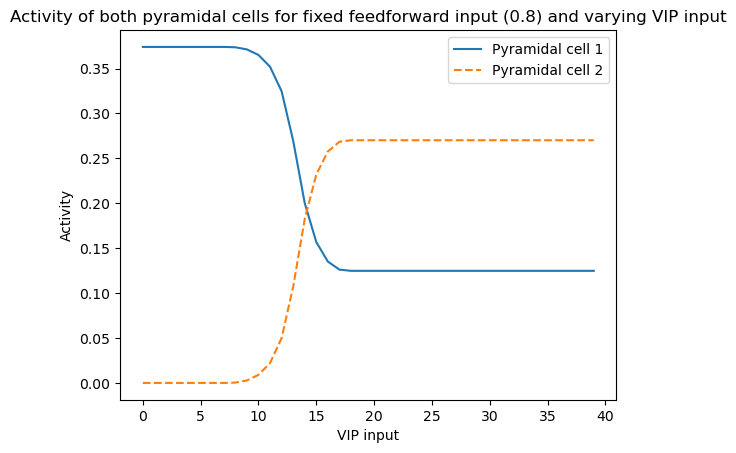 Activity of both pyramidal cells for fixed feedforward input (0.8) and varying VIP input
Pyramidal cell 1
Pyramidal cell 2
Activity
0.35
0.30
0.25
0.20
0.15
0.10
0.05
0.00
0 5 10 15 20 25 30 35 40
VIP input